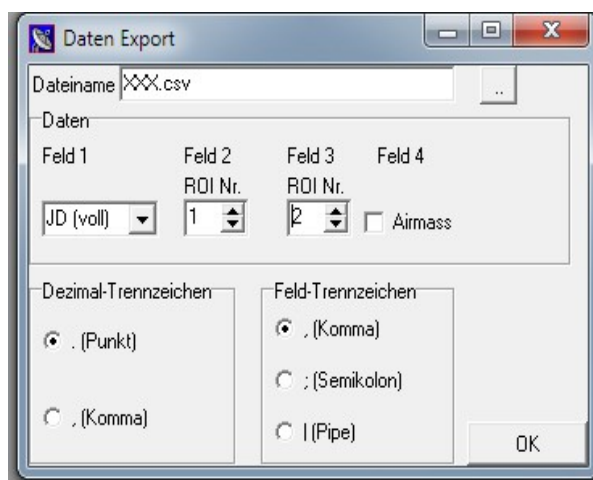 Daten Export
Dateiname XXX.csv ..
Daten
Feld 1 Feld 2 Feld 3 Feld 4
ROI Nr. ROI Nr.
JD (voll) 1 2 Airmass
Dezimal-Trennzeichen Feld-Trennzeichen
. (Punkt) , (Komma)
; (Semikolon)
, (Komma) | (Pipe)
OK